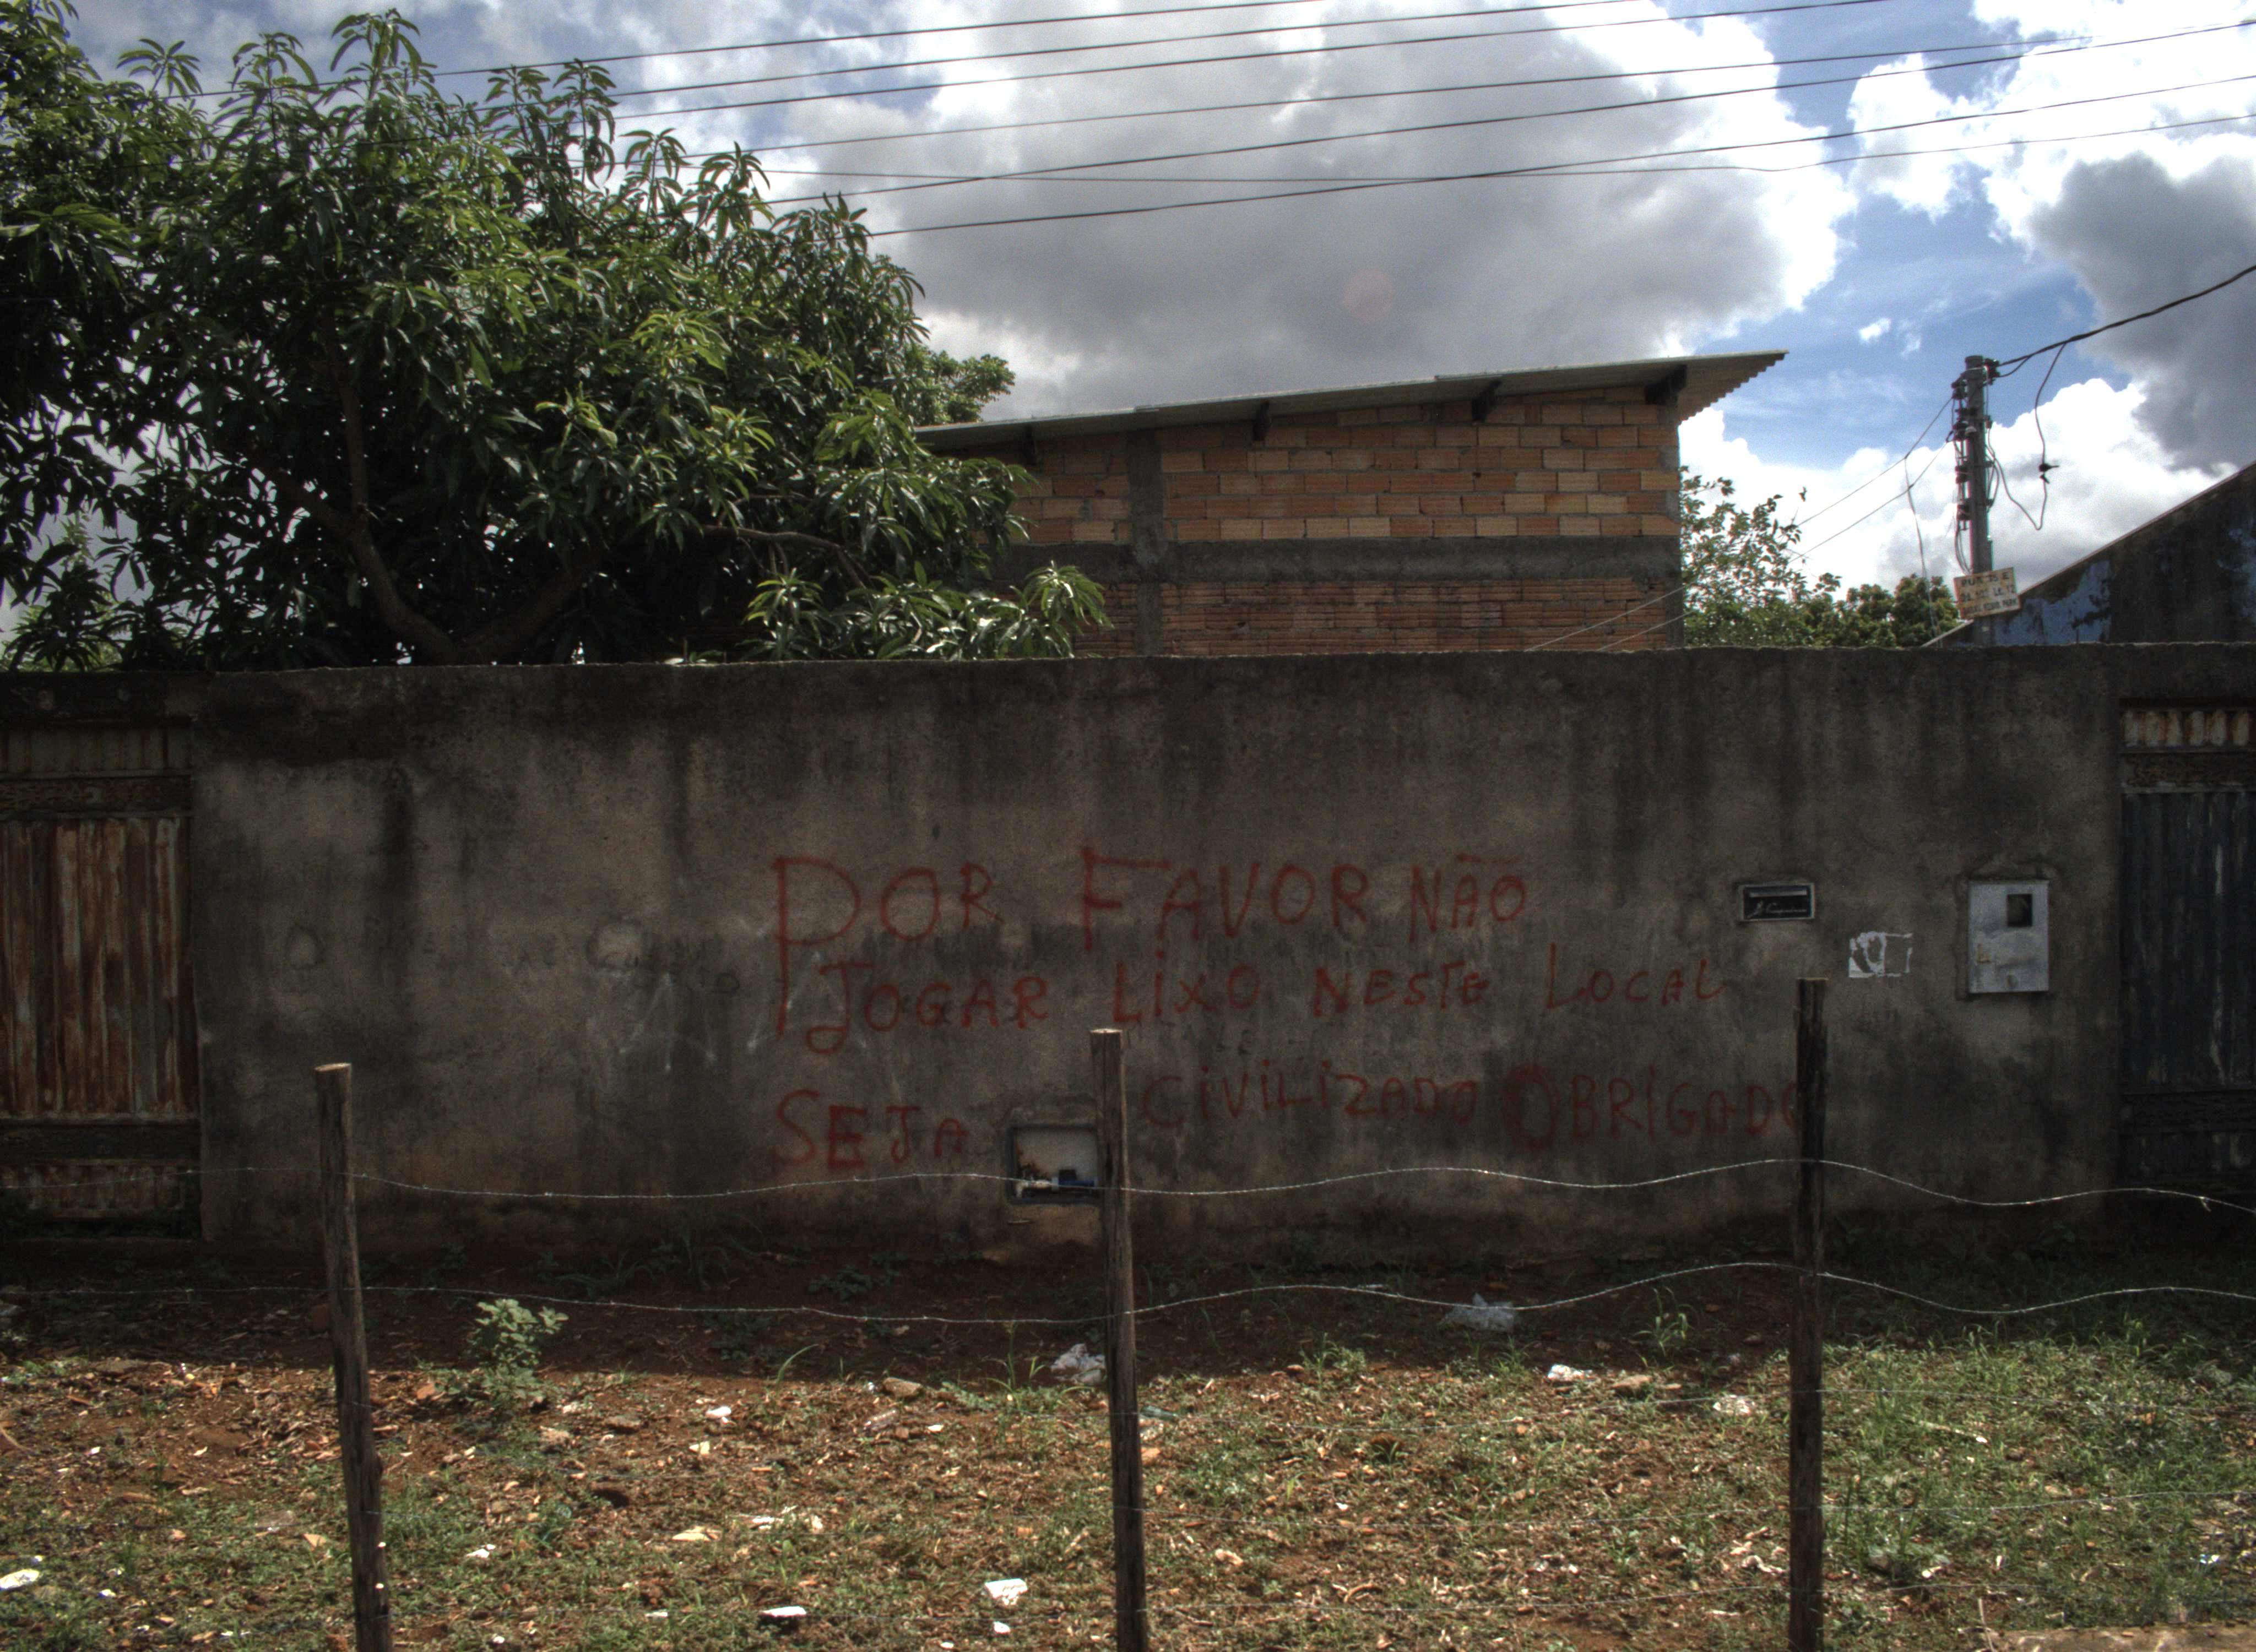 POR FAVOR NÃO
JOGAR LIXO NESTE LOCAL
SEJA CIVILIZADO OBRIGADO